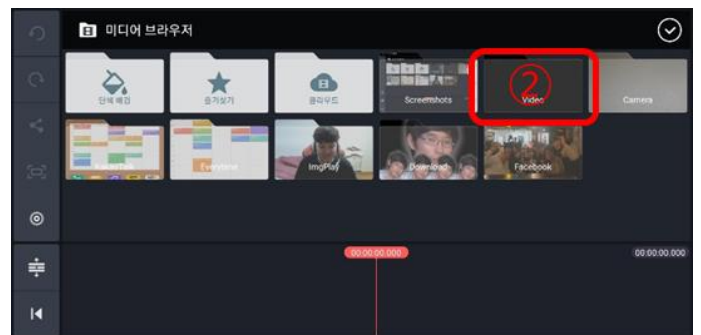 미디어 브라우저
단색 배경
즐겨찾기
클라우드
Screenshots
②
Video
Camera
KakaoTalk
Everytime
ImgPlay
Download
Facebook
00:00:00.000
00:00:00.000